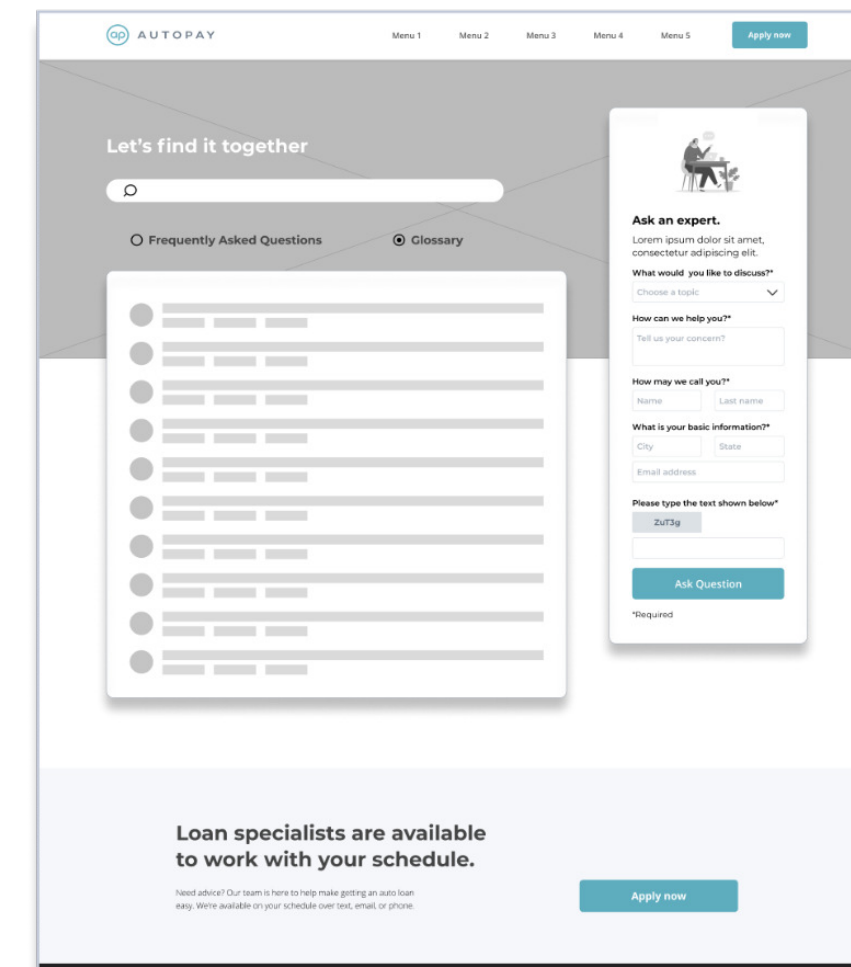 ap AUTOPAY
Menu 1 Menu 2 Menu 3 Menu 4 Menu 5 Apply now
Let's find it together
Frequently Asked Questions Glossary
Ask an expert.
Lorem ipsum dolor sit amet,
consectetur adipiscing elit.
What would you like to discuss?*
Choose a topic
How can we help you?*
Tell us your concern?
How may we call you?*
Name Last name
What is your basic information?*
City State
Email address
Please type the text shown below*
ZuT3g
Ask Question
*Required
Loan specialists are available
to work with your schedule.
Need advice? Our team is here to help make getting an auto loan
easy. We're available on your schedule over text, email, or phone.
Apply now